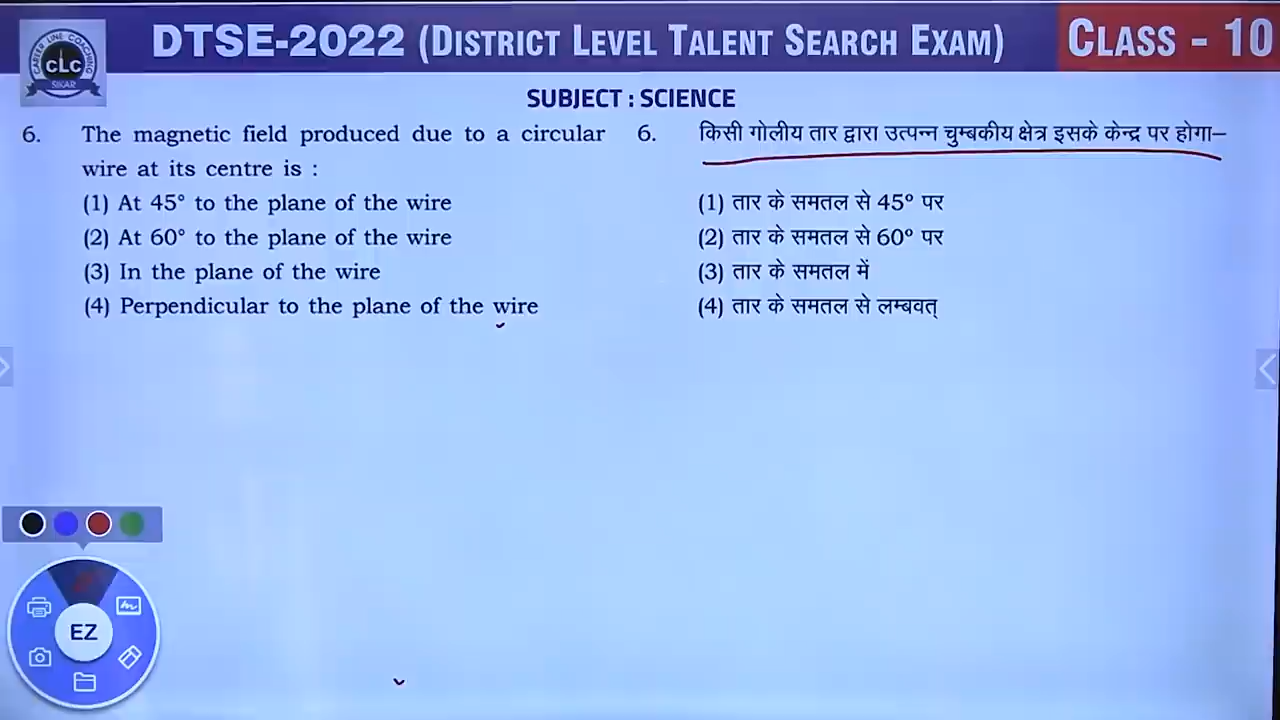 DTSE-2022 (DISTRICT LEVEL TALENT SEARCH EXAM)
CLASS - 10
CAREER LINE COACHING
CLC
SIKAR
SUBJECT : SCIENCE
6. The magnetic field produced due to a circular
wire at its centre is :
(1) At 45° to the plane of the wire
(2) At 60° to the plane of the wire
(3) In the plane of the wire
(4) Perpendicular to the plane of the wire
6. किसी गोलीय तार द्वारा उत्पन्न चुम्बकीय क्षेत्र इसके केन्द्र पर होगा–
(1) तार के समतल से 45° पर
(2) तार के समतल से 60° पर
(3) तार के समतल में
(4) तार के समतल से लम्बवत्
EZ